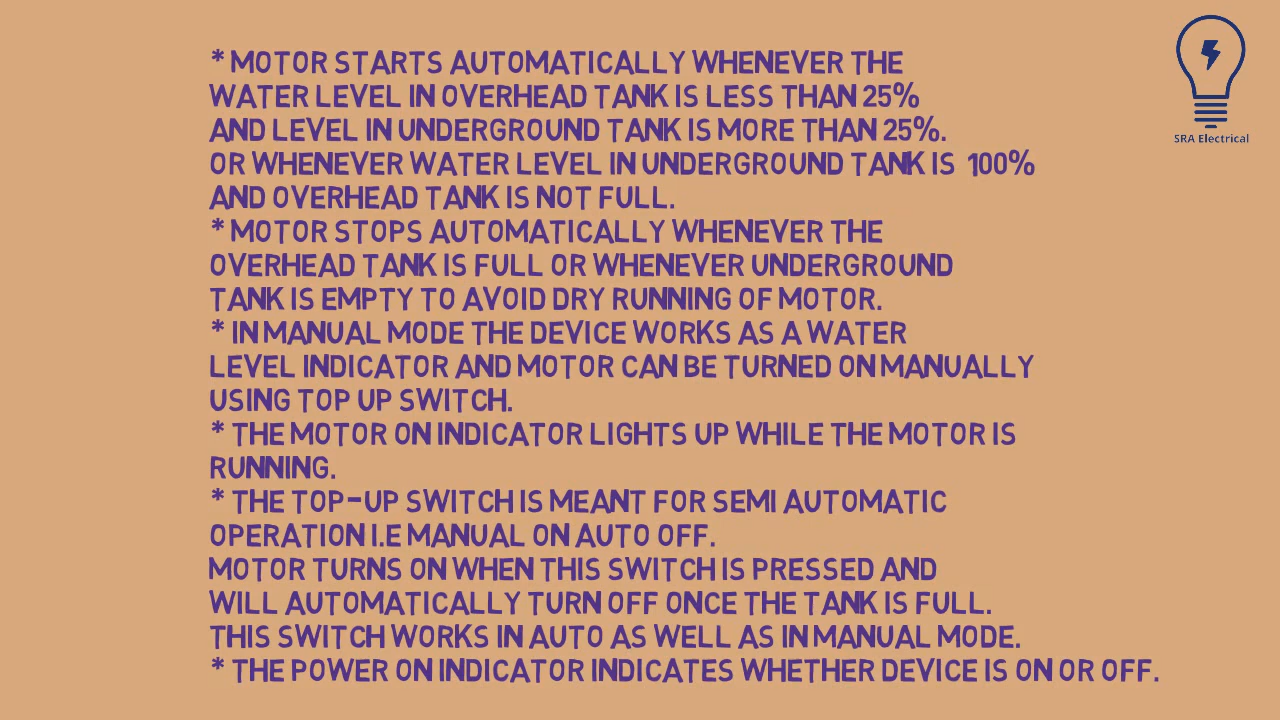 * MOTOR STARTS AUTOMATICALLY WHENEVER THE
WATER LEVEL IN OVERHEAD TANK IS LESS THAN 25%
AND LEVEL IN UNDERGROUND TANK IS MORE THAN 25%.
OR WHENEVER WATER LEVEL IN UNDERGROUND TANK IS 100%
AND OVERHEAD TANK IS NOT FULL.
* MOTOR STOPS AUTOMATICALLY WHENEVER THE
OVERHEAD TANK IS FULL OR WHENEVER UNDERGROUND
TANK IS EMPTY TO AVOID DRY RUNNING OF MOTOR.
* IN MANUAL MODE THE DEVICE WORKS AS A WATER
LEVEL INDICATOR AND MOTOR CAN BE TURNED ON MANUALLY
USING TOP UP SWITCH.
* THE MOTOR ON INDICATOR LIGHTS UP WHILE THE MOTOR IS
RUNNING.
* THE TOP-UP SWITCH IS MEANT FOR SEMI AUTOMATIC
OPERATION I.E MANUAL ON AUTO OFF.
MOTOR TURNS ON WHEN THIS SWITCH IS PRESSED AND
WILL AUTOMATICALLY TURN OFF ONCE THE TANK IS FULL.
THIS SWITCH WORKS IN AUTO AS WELL AS IN MANUAL MODE.
* THE POWER ON INDICATOR INDICATES WHETHER DEVICE IS ON OR OFF.
SRA Electrical